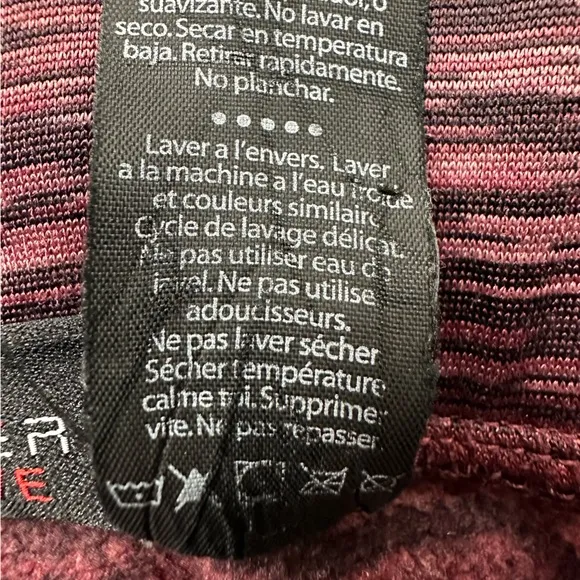 suavizante. No lavar en
seco. Secar en temperatura
baja. Retirar rapidamente.
No planchar.
Laver a l'envers. Laver
a la machine a l'eau froide
et couleurs similaire
Cycle de lavage délicat.
Ne pas utiliser eau de
javel. Ne pas utilise
adoucisseurs.
Ne pas laver sécher
Sécher température
calme toi. Supprimer
vite. Ne pas repasser
ER